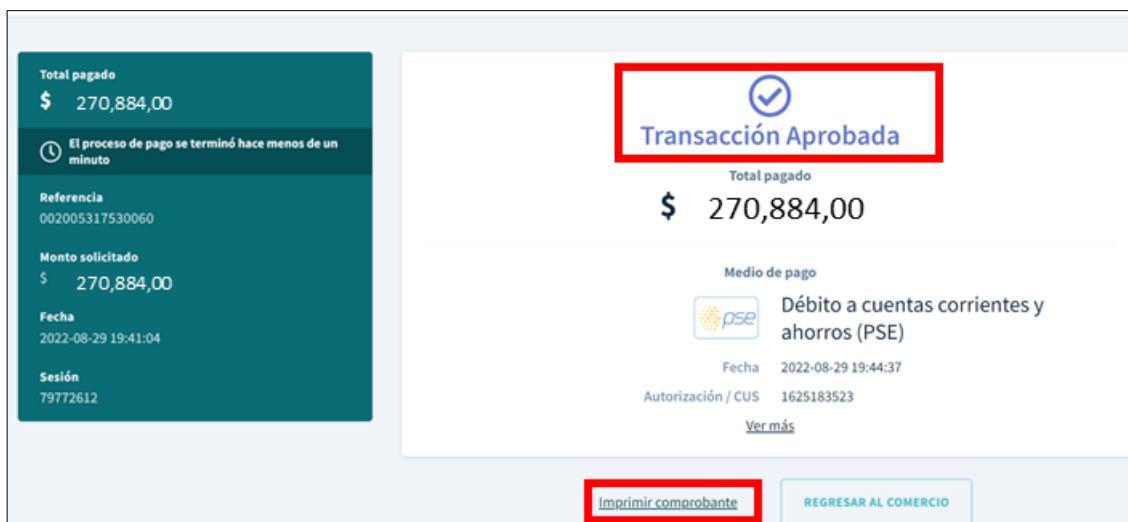 Total pagado
$ 270,884,00
El proceso de pago se terminó hace menos de un
minuto
Referencia
002005317530060
Monto solicitado
$ 270,884,00
Fecha
2022-08-29 19:41:04
Sesión
79772612
Transacción Aprobada
Total pagado
$ 270,884,00
Medio de pago
pse
Débito a cuentas corrientes y
ahorros (PSE)
Fecha 2022-08-29 19:44:37
Autorización / CUS 1625183523
Ver más
Imprimir comprobante
REGRESAR AL COMERCIO